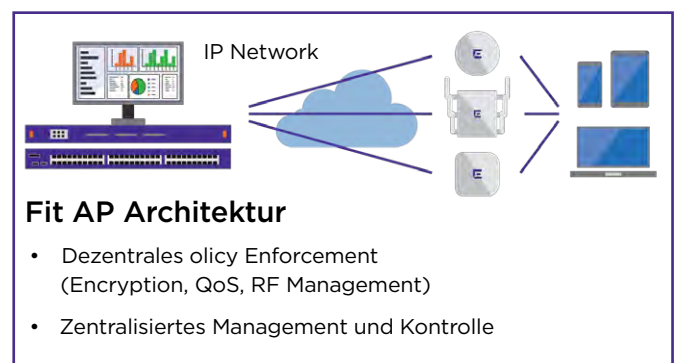 IP Network
Fit AP Architektur
• Dezentrales olicy Enforcement
(Encryption, QoS, RF Management)
• Zentralisiertes Management und Kontrolle